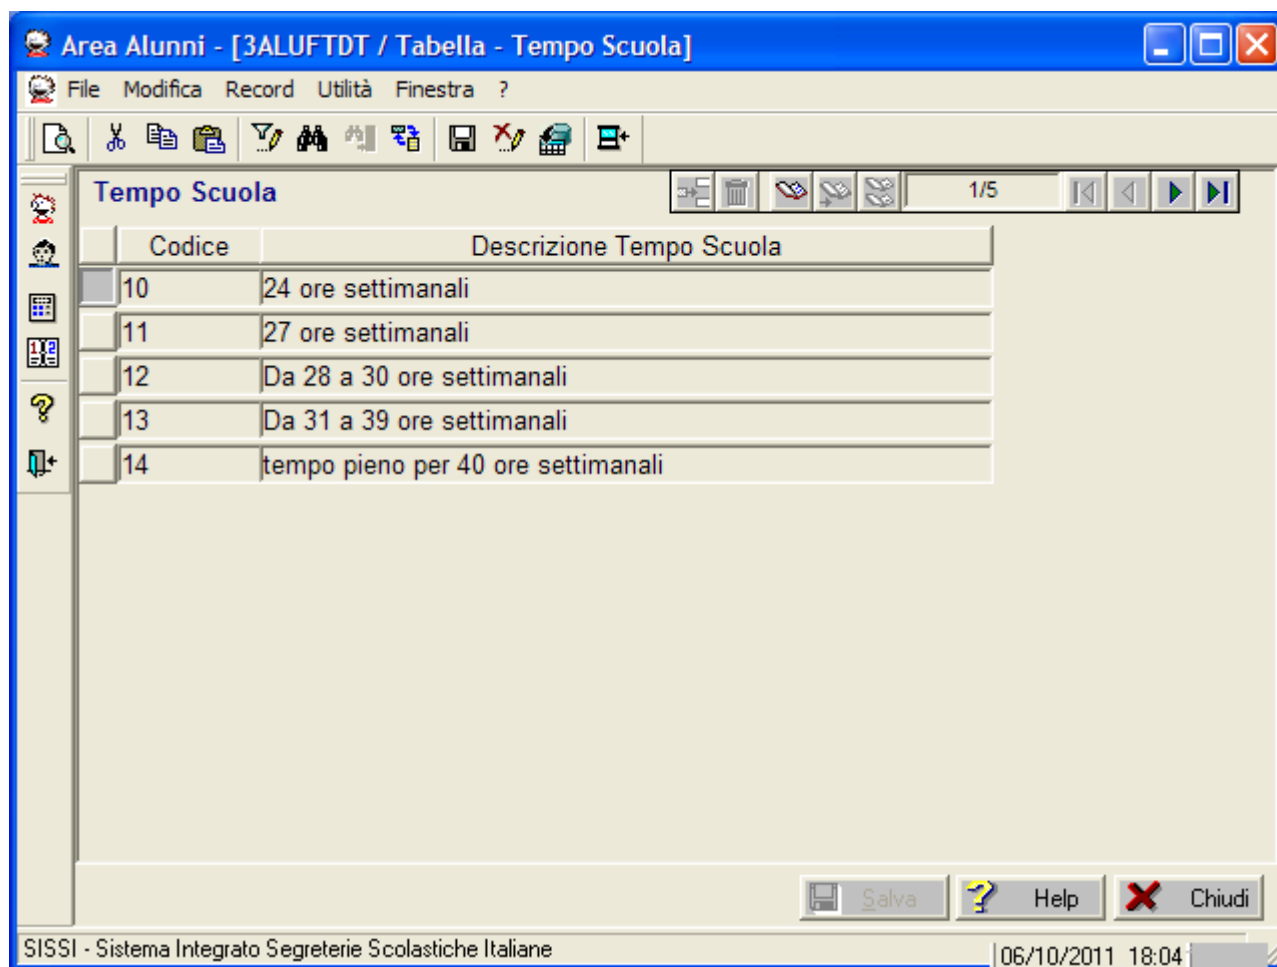 Area Alunni - [3ALUFTDT / Tabella - Tempo Scuola]
File Modifica Record Utilità Finestra ?
Tempo Scuola 1/5
Codice Descrizione Tempo Scuola
10 24 ore settimanali
11 27 ore settimanali
12 Da 28 a 30 ore settimanali
13 Da 31 a 39 ore settimanali
14 tempo pieno per 40 ore settimanali
Salva Help Chiudi
SISSI - Sistema Integrato Segreterie Scolastiche Italiane 06/10/2011 18:04